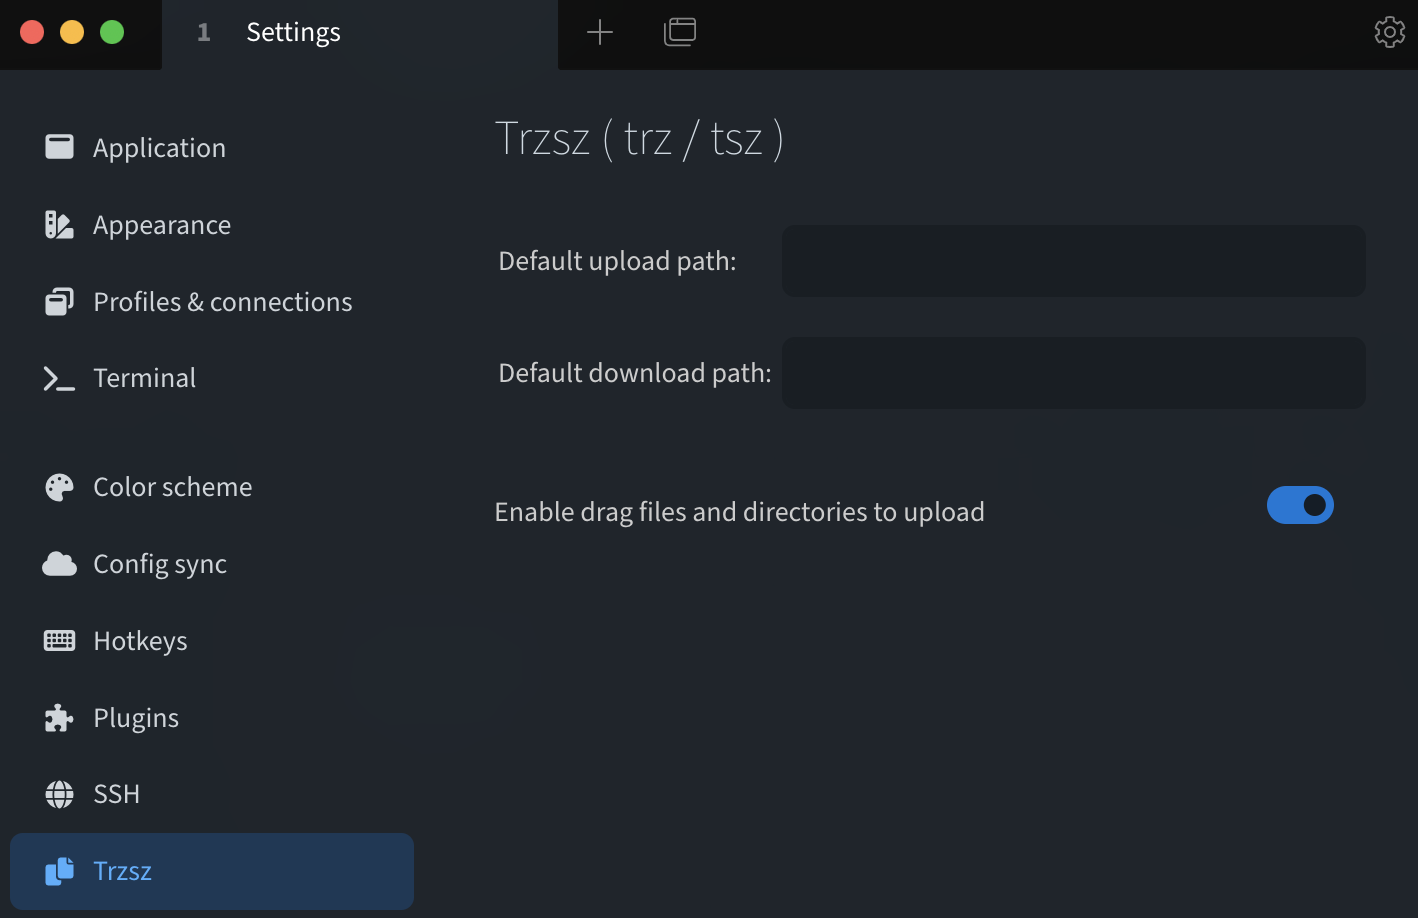 1 Settings
Application
Appearance
Profiles & connections
Terminal
Color scheme
Config sync
Hotkeys
Plugins
SSH
Trzsz
Trzsz ( trz / tsz )
Default upload path:
Default download path:
Enable drag files and directories to upload